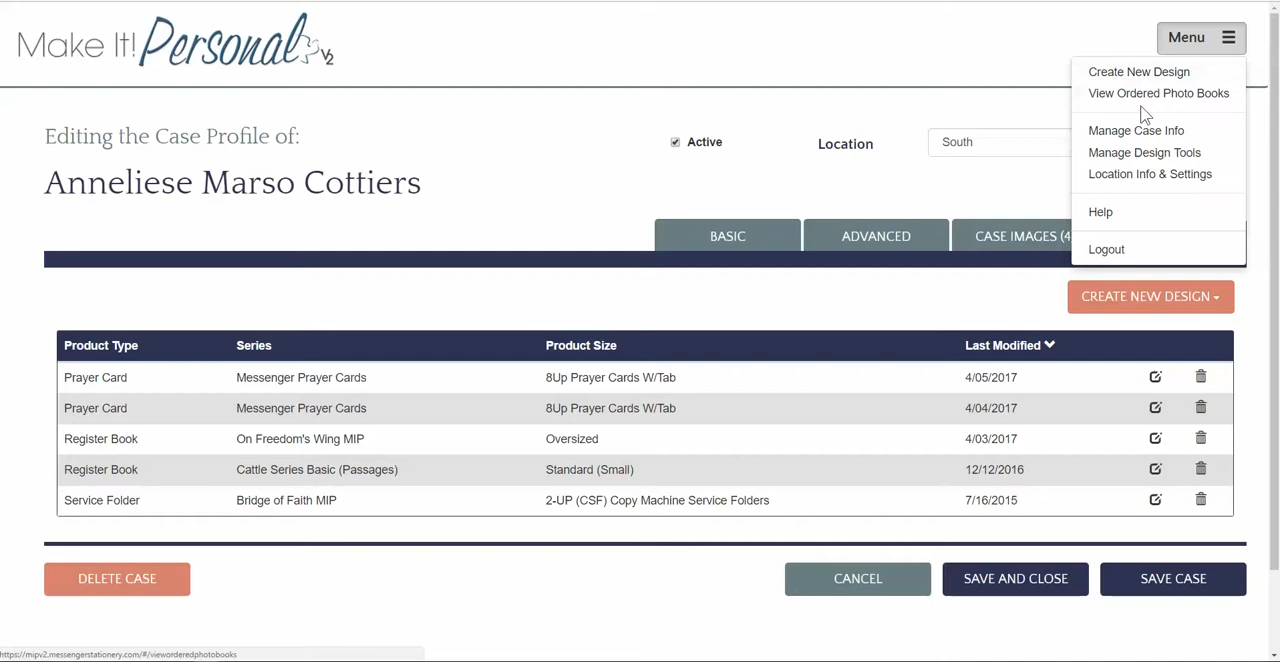 Make It! Personal V2
Menu
Create New Design
View Ordered Photo Books
Manage Case Info
Manage Design Tools
Location Info & Settings
Help
Logout
Editing the Case Profile of:
Anneliese Marso Cottiers
Active
Location
South
BASIC
ADVANCED
CASE IMAGES (4
CREATE NEW DESIGN
Product Type Series Product Size Last Modified
Prayer Card Messenger Prayer Cards 8Up Prayer Cards W/Tab 4/05/2017
Prayer Card Messenger Prayer Cards 8Up Prayer Cards W/Tab 4/04/2017
Register Book On Freedom's Wing MIP Oversized 4/03/2017
Register Book Cattle Series Basic (Passages) Standard (Small) 12/12/2016
Service Folder Bridge of Faith MIP 2-UP (CSF) Copy Machine Service Folders 7/16/2015
DELETE CASE
CANCEL
SAVE AND CLOSE
SAVE CASE
https://mipv2.messengerstationery.com/#/vieworderedphotobooks